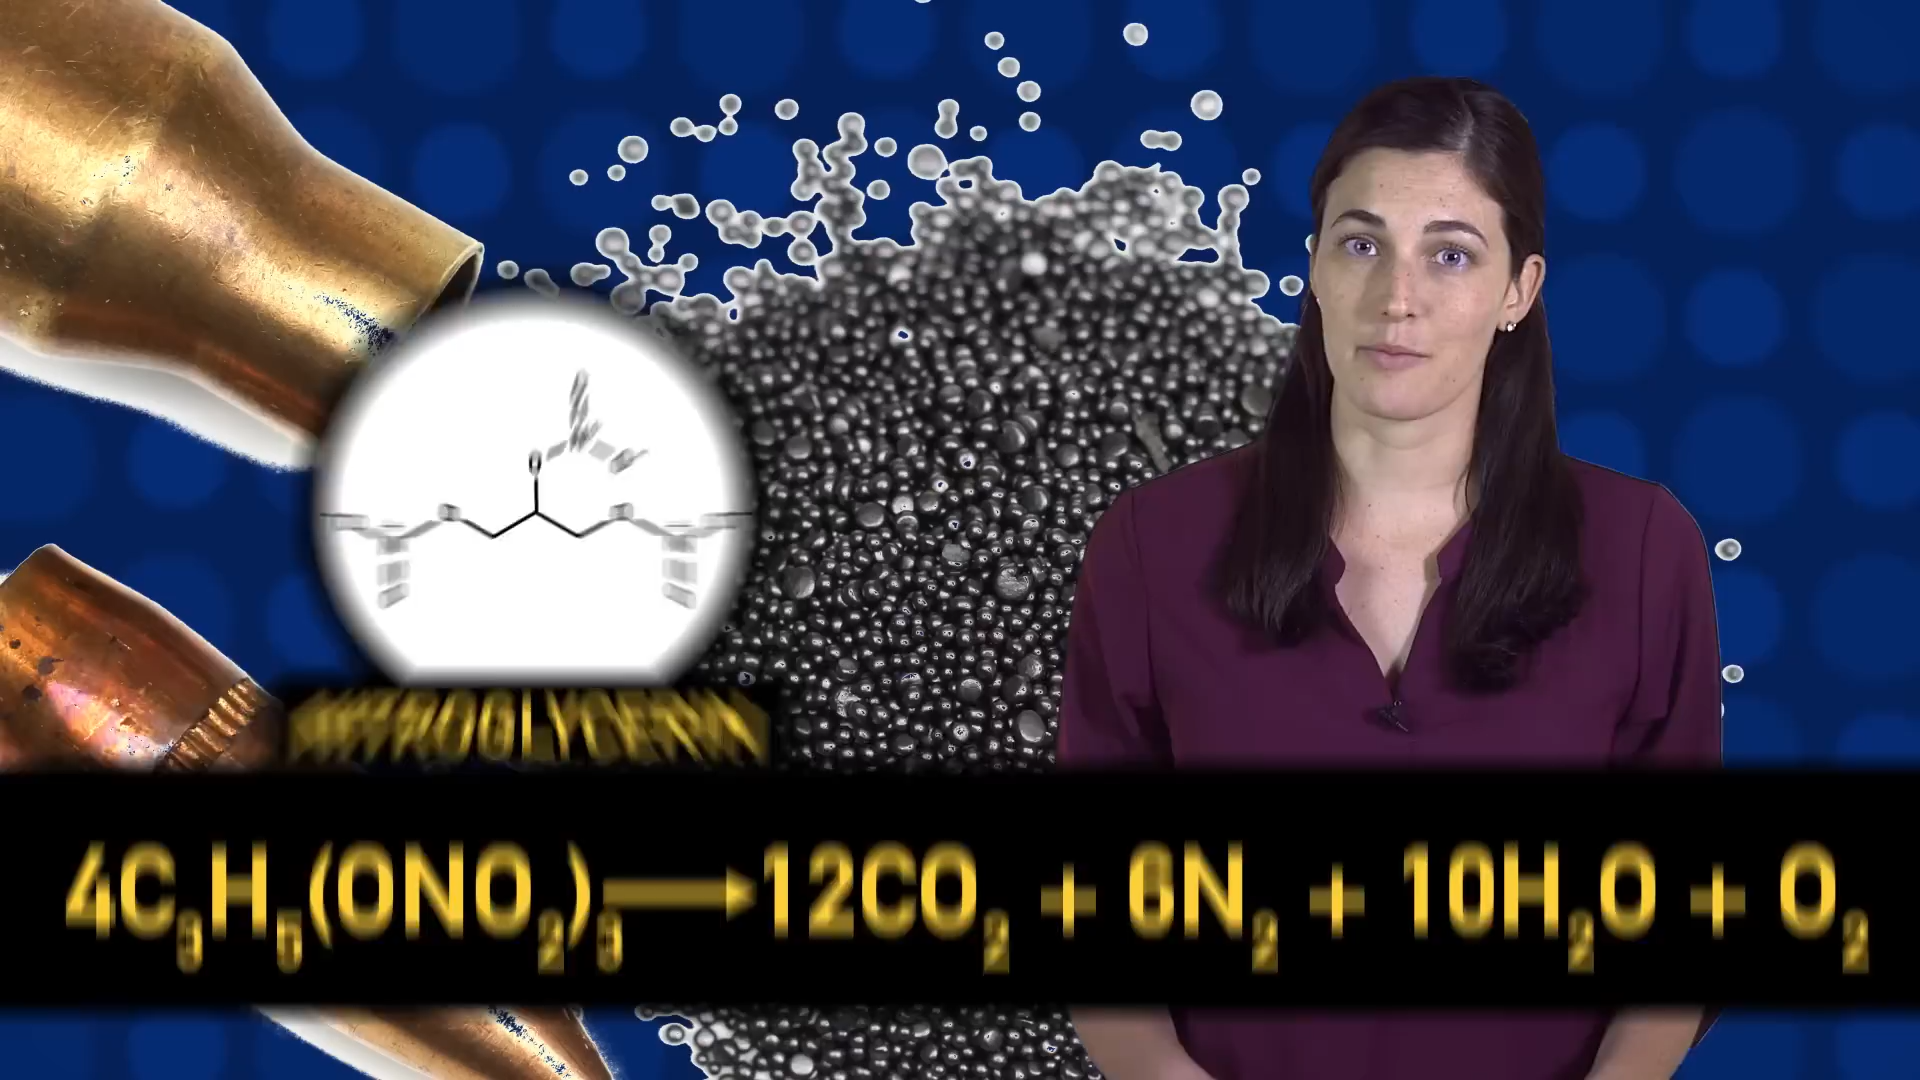 NITROGLYCERIN
4C₃H₅(ONO₂)₃ ⟶ 12CO₂ + 6N₂ + 10H₂O + O₂